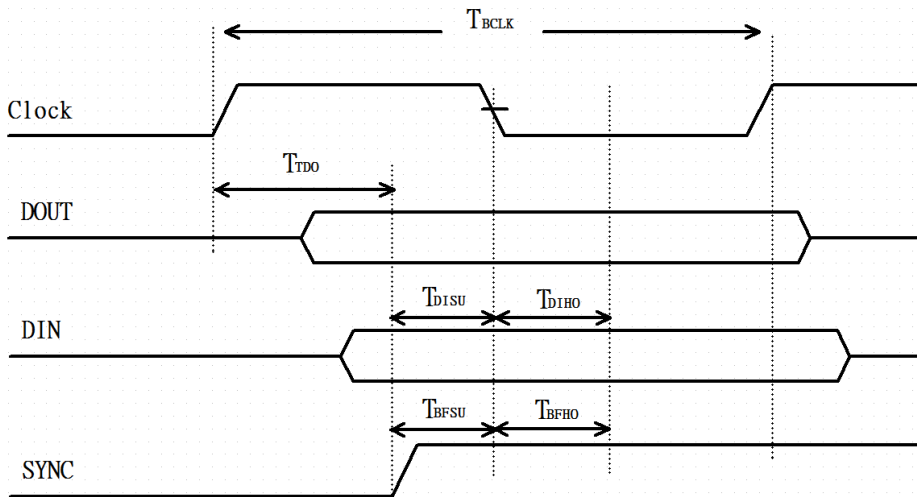 TBCLK
Clock
TTDO
DOUT
TDISU TDIHO
DIN
TBFSU TBFHO
SYNC